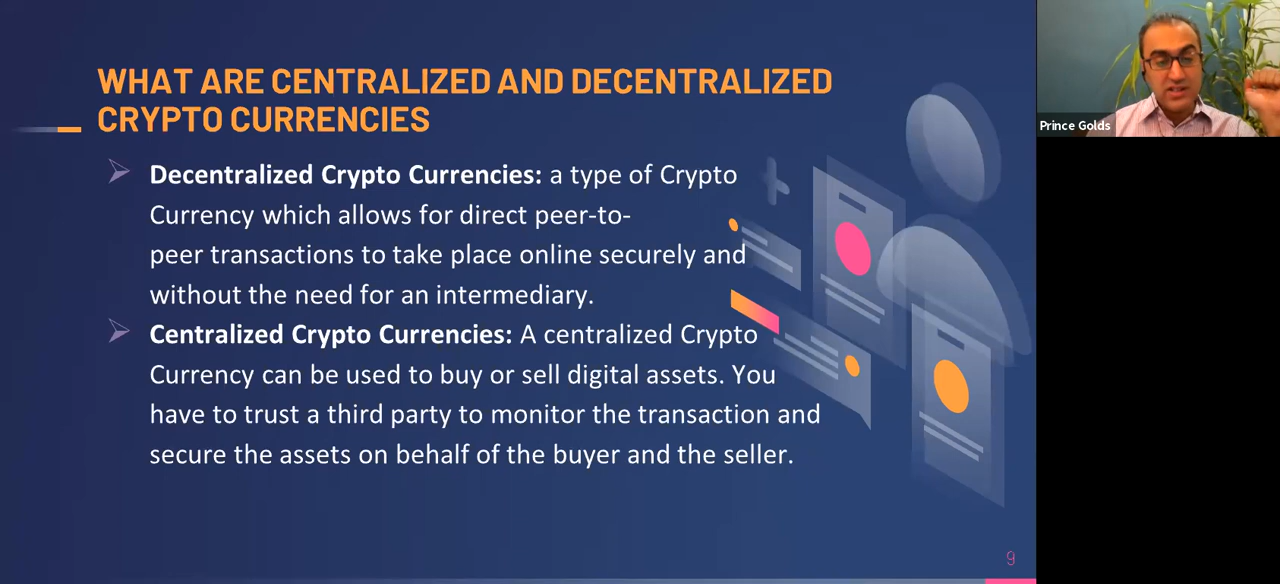 WHAT ARE CENTRALIZED AND DECENTRALIZED
CRYPTO CURRENCIES
Decentralized Crypto Currencies: a type of Crypto
Currency which allows for direct peer-to-
peer transactions to take place online securely and
without the need for an intermediary.
Centralized Crypto Currencies: A centralized Crypto
Currency can be used to buy or sell digital assets. You
have to trust a third party to monitor the transaction and
secure the assets on behalf of the buyer and the seller.
9
Prince Golds